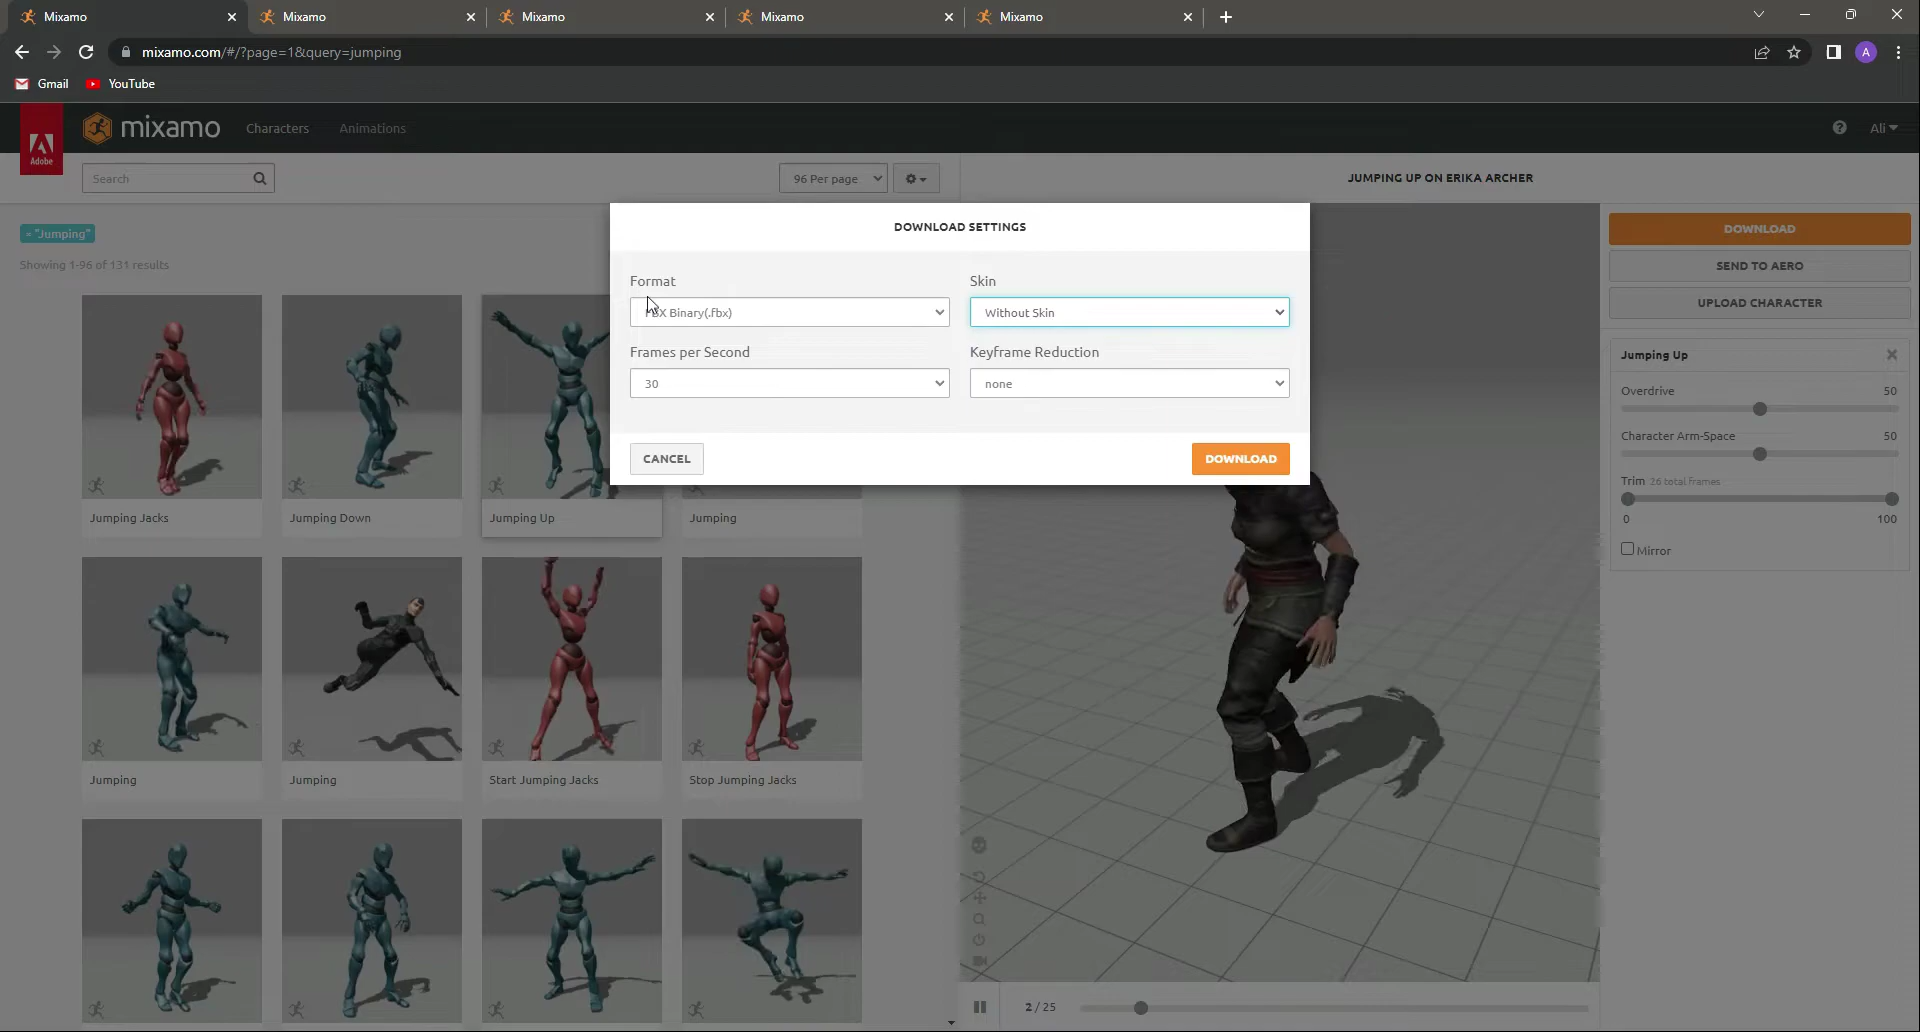 Mixamo
Mixamo
Mixamo
Mixamo
Mixamo
mixamo.com/#/?page=1&query=jumping
A
Gmail
YouTube
Adobe
mixamo
Characters
Animations
Ali
Search
96 Per page
JUMPING UP ON ERIKA ARCHER
= "Jumping"
Showing 1-96 of 131 results
DOWNLOAD SETTINGS
Format
Skin
FBX Binary(.fbx)
Without Skin
Frames per Second
Keyframe Reduction
30
none
CANCEL
DOWNLOAD
DOWNLOAD
SEND TO AERO
UPLOAD CHARACTER
Jumping Up
Overdrive
50
Character Arm-Space
50
Trim 26 total frames
0
100
Mirror
Jumping Jacks
Jumping Down
Jumping Up
Jumping
Jumping
Jumping
Start Jumping Jacks
Stop Jumping Jacks
2 / 25